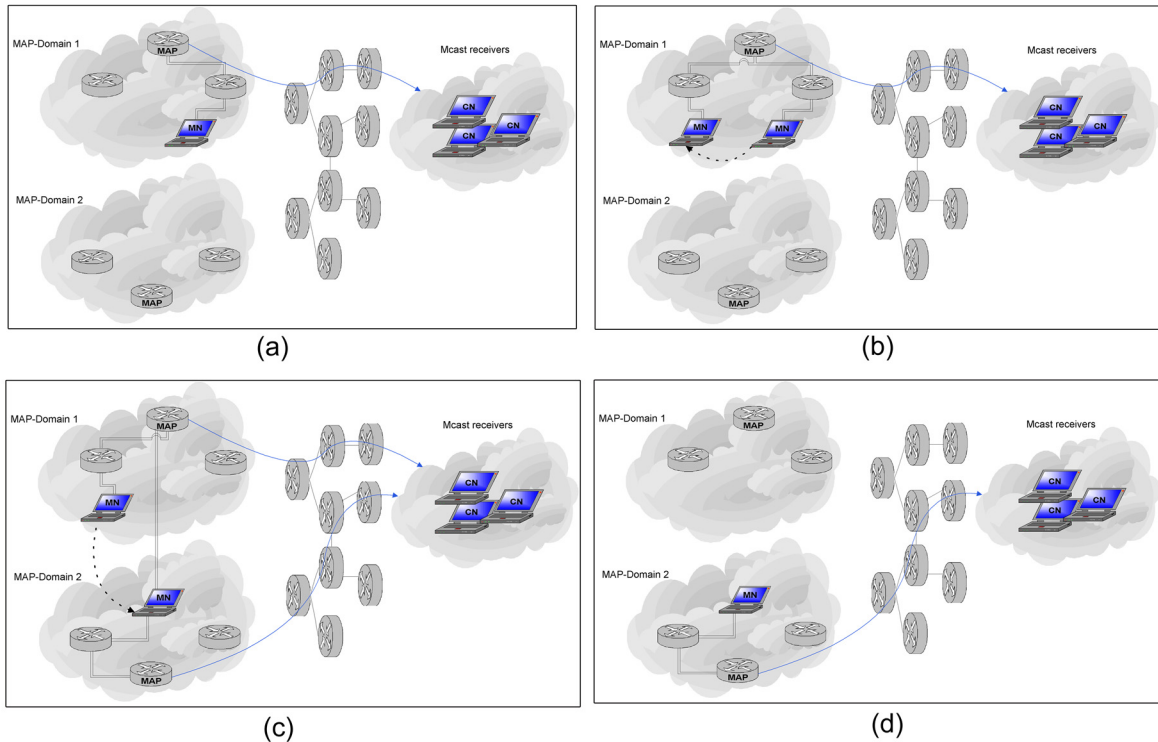 MAP-Domain 1
MAP
Mcast receivers
CN
CN
CN
MN
MAP-Domain 2
MAP
(a)
MAP-Domain 1
MAP
Mcast receivers
CN
CN
CN
MN
MN
MAP-Domain 2
MAP
(b)
MAP-Domain 1
MAP
Mcast receivers
CN
CN
CN
MN
MAP-Domain 2
MN
MAP
(c)
MAP-Domain 1
MAP
Mcast receivers
CN
CN
CN
MAP-Domain 2
MN
MAP
(d)